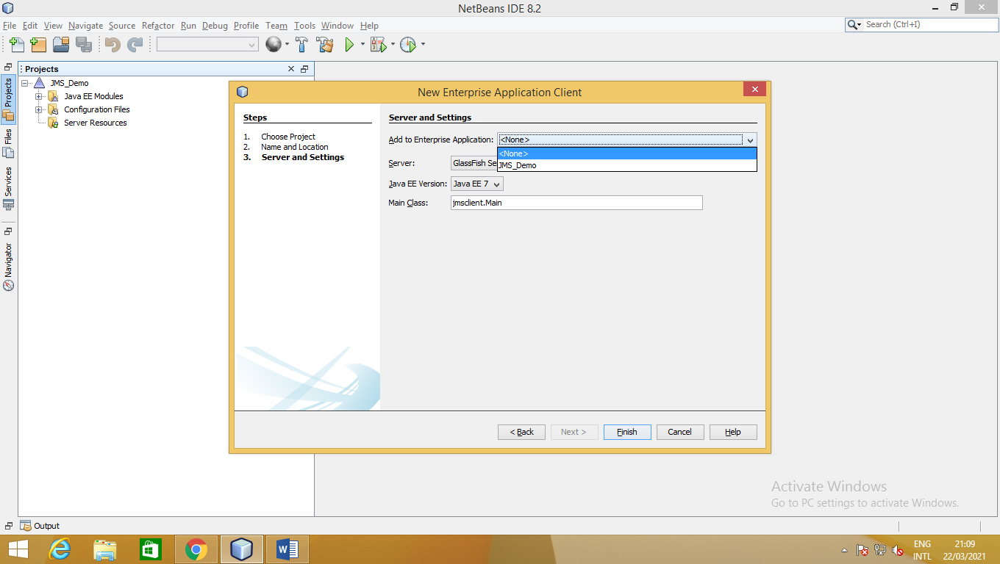 NetBeans IDE 8.2
File Edit View Navigate Source Refactor Run Debug Profile Team Tools Window Help
Search (Ctrl+I)
Projects
JMS_Demo
Java EE Modules
Configuration Files
Server Resources
Projects
Files
Services
Navigator
New Enterprise Application Client
Steps
1. Choose Project
2. Name and Location
3. Server and Settings
Server and Settings
Add to Enterprise Application: <None>
<None>
JMS_Demo
Server: GlassFish Se
Java EE Version: Java EE 7
Main Class: jmsclient.Main
< Back Next > Finish Cancel Help
Activate Windows
Go to PC settings to activate Windows.
Output
ENG
INTL
21:09
22/03/2021